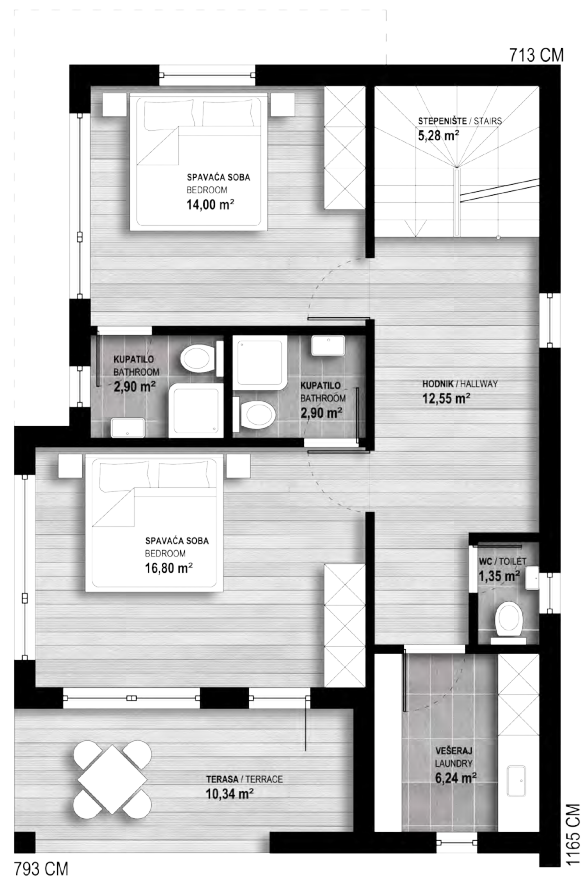 713 CM
STEPENIŠTE / STAIRS
5,28 m²
SPAVAĆA SOBA
BEDROOM
14,00 m²
KUPATILO
BATHROOM
2,90 m²
KUPATILO
BATHROOM
2,90 m²
HODNIK / HALLWAY
12,55 m²
SPAVAĆA SOBA
BEDROOM
16,80 m²
WC / TOILET
1,35 m²
VEŠERAJ
LAUNDRY
6,24 m²
TERASA / TERRACE
10,34 m²
793 CM
1165 CM